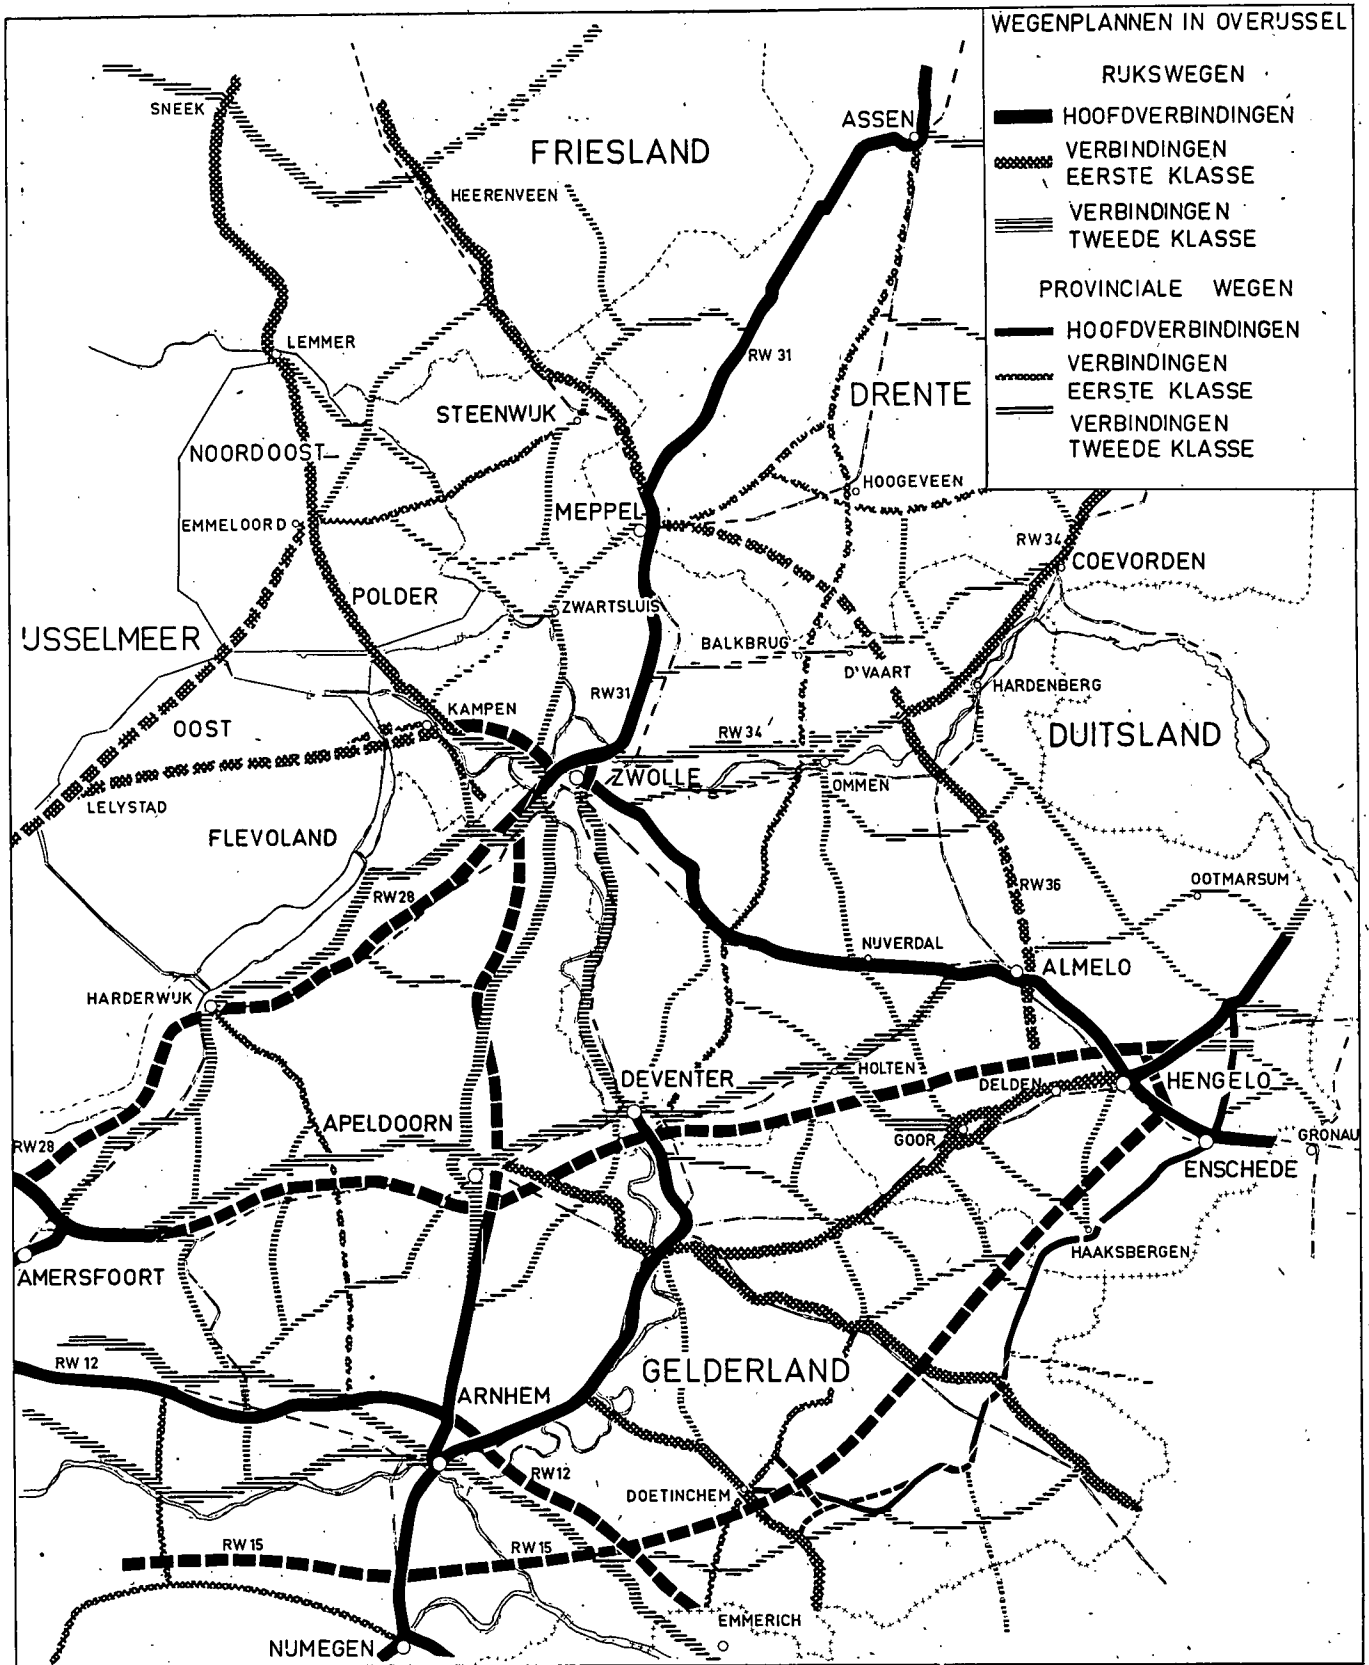 WEGENPLANNEN IN OVERIJSSEL
RIJKSWEGEN
HOOFDVERBINDINGEN
VERBINDINGEN
EERSTE KLASSE
VERBINDINGEN
TWEEDE KLASSE
PROVINCIALE WEGEN
HOOFDVERBINDINGEN
VERBINDINGEN
EERSTE KLASSE
VERBINDINGEN
TWEEDE KLASSE
SNEEK
ASSEN
FRIESLAND
HEERENVEEN
LEMMER
RW 31
DRENTE
STEENWIJK
NOORDOOST
HOOGEVEEN
EMMELOORD
MEPPEL
RW 34
COEVORDEN
POLDER
ZWARTSLUIS
IJSSELMEER
BALKBRUG
D'VAART
HARDENBERG
RW31
KAMPEN
OOST
RW 34
DUITSLAND
ZWOLLE
OMMEN
LELYSTAD
FLEVOLAND
RW28
RW36
OOTMARSUM
NIJVERDAL
ALMELO
HARDERWIJK
HOLTEN
DEVENTER
DELDEN
HENGELO
APELDOORN
GOOR
RW28
GRONAU
ENSCHEDE
HAAKSBERGEN
AMERSFOORT
RW 12
GELDERLAND
ARNHEM
RW12
DOETINCHEM
RW 15
RW 15
EMMERICH
NIJMEGEN